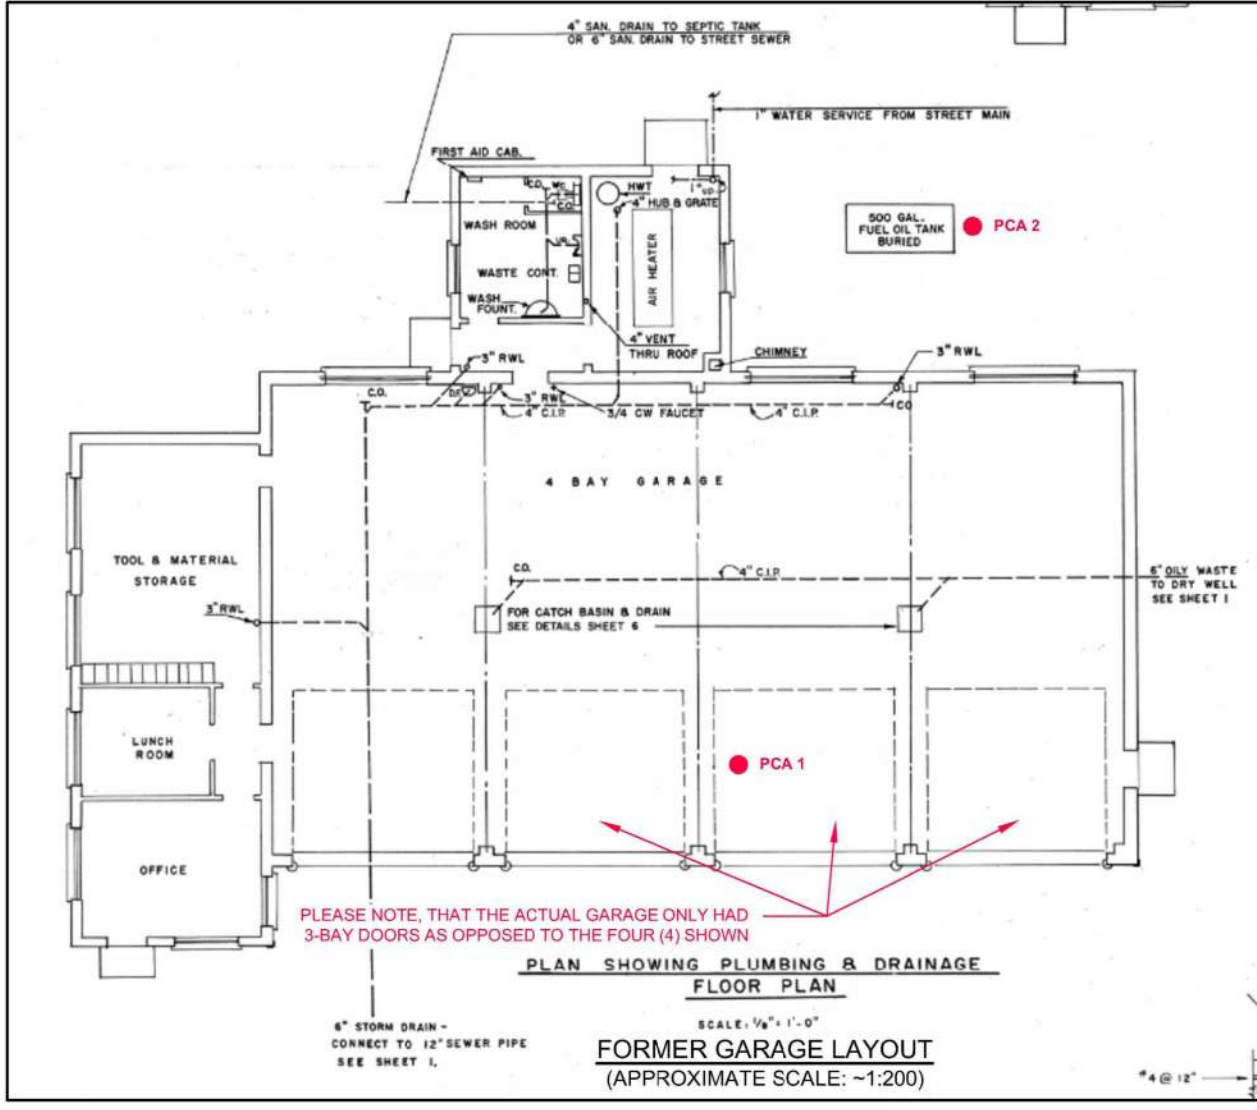 4" SAN. DRAIN TO SEPTIC TANK
OR 6" SAN. DRAIN TO STREET SEWER
1" WATER SERVICE FROM STREET MAIN
FIRST AID CAB.
C.O.
W.C.
C.O.
HWT
1" UP
4" HUB & GRATE
WASH ROOM
UR.
WASTE CONT.
WASH
FOUNT.
AIR HEATER
500 GAL.
FUEL OIL TANK
BURIED
PCA 2
4" VENT
THRU ROOF
CHIMNEY
3" RWL
3" RWL
C.O.
D.F.
3" RWL
4" C.I.P.
3/4 CW FAUCET
4" C.I.P.
CO
4 BAY GARAGE
TOOL & MATERIAL
STORAGE
C.O.
4" C.I.P.
6" OILY WASTE
TO DRY WELL
SEE SHEET 1
3" RWL
FOR CATCH BASIN & DRAIN
SEE DETAILS SHEET 6
LUNCH
ROOM
PCA 1
OFFICE
PLEASE NOTE, THAT THE ACTUAL GARAGE ONLY HAD
3-BAY DOORS AS OPPOSED TO THE FOUR (4) SHOWN
PLAN SHOWING PLUMBING & DRAINAGE
FLOOR PLAN
SCALE: 1/8" = 1'-0"
6" STORM DRAIN -
CONNECT TO 12" SEWER PIPE
SEE SHEET 1.
FORMER GARAGE LAYOUT
(APPROXIMATE SCALE: ~1:200)
#4 @ 12"